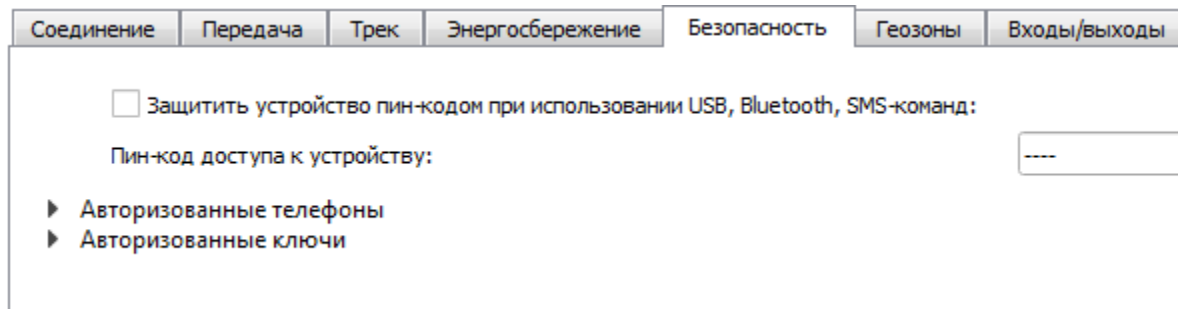 Соединение Передача Трек Энергосбережение Безопасность Геозоны Входы/выходы
Защитить устройство пин-кодом при использовании USB, Bluetooth, SMS-команд:
Пин-код доступа к устройству: ----
Авторизованные телефоны
Авторизованные ключи